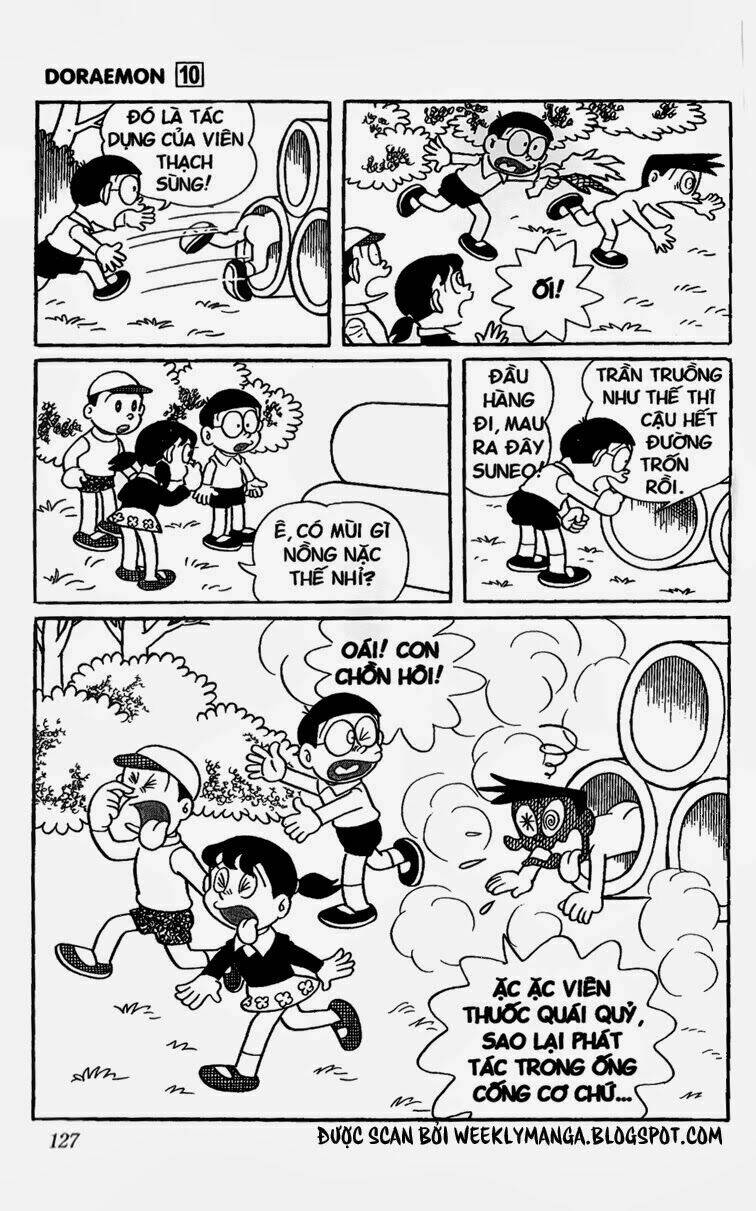 DORAEMON 10
ĐÓ LÀ TÁC
DỤNG CỦA VIÊN
THẠCH
SÙNG!
ỐI!
Ê, CÓ MÙI GÌ
NỒNG NẶC
THẾ NHỈ?
ĐẦU
HÀNG
ĐI, MAU
RA ĐÂY
SUNEO!
TRẦN TRUỒNG
NHƯ THẾ THÌ
CẬU HẾT
ĐƯỜNG
TRỐN
RỒI.
OÁI! CON
CHỒN HÔI!
ẶC ẶC VIÊN
THUỐC QUÁI QUỶ,
SAO LẠI PHÁT
TÁC TRONG ỐNG
CỐNG CƠ CHỨ...
127
ĐƯỢC SCAN BỞI WEEKLYMANGA.BLOGSPOT.COM